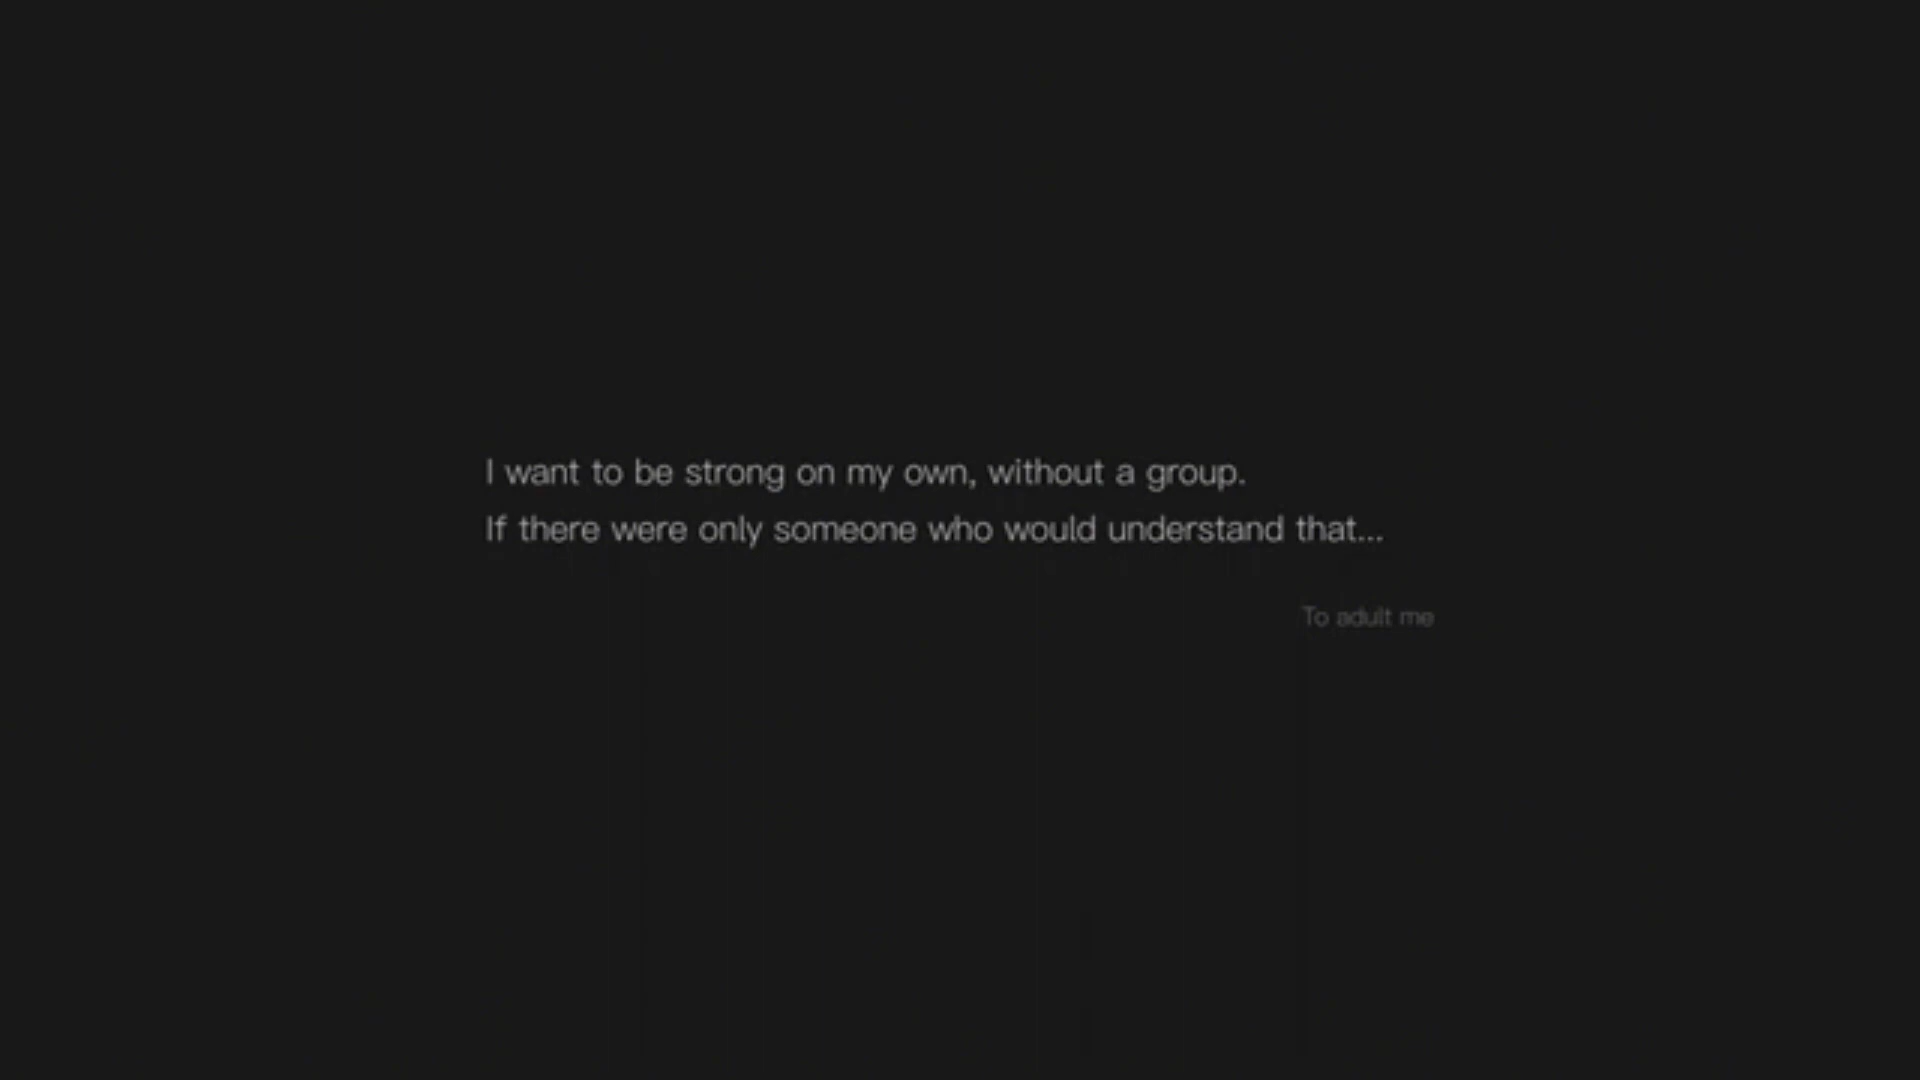 I want to be strong on my own, without a group.
If there were only someone who would understand that...
To adult me